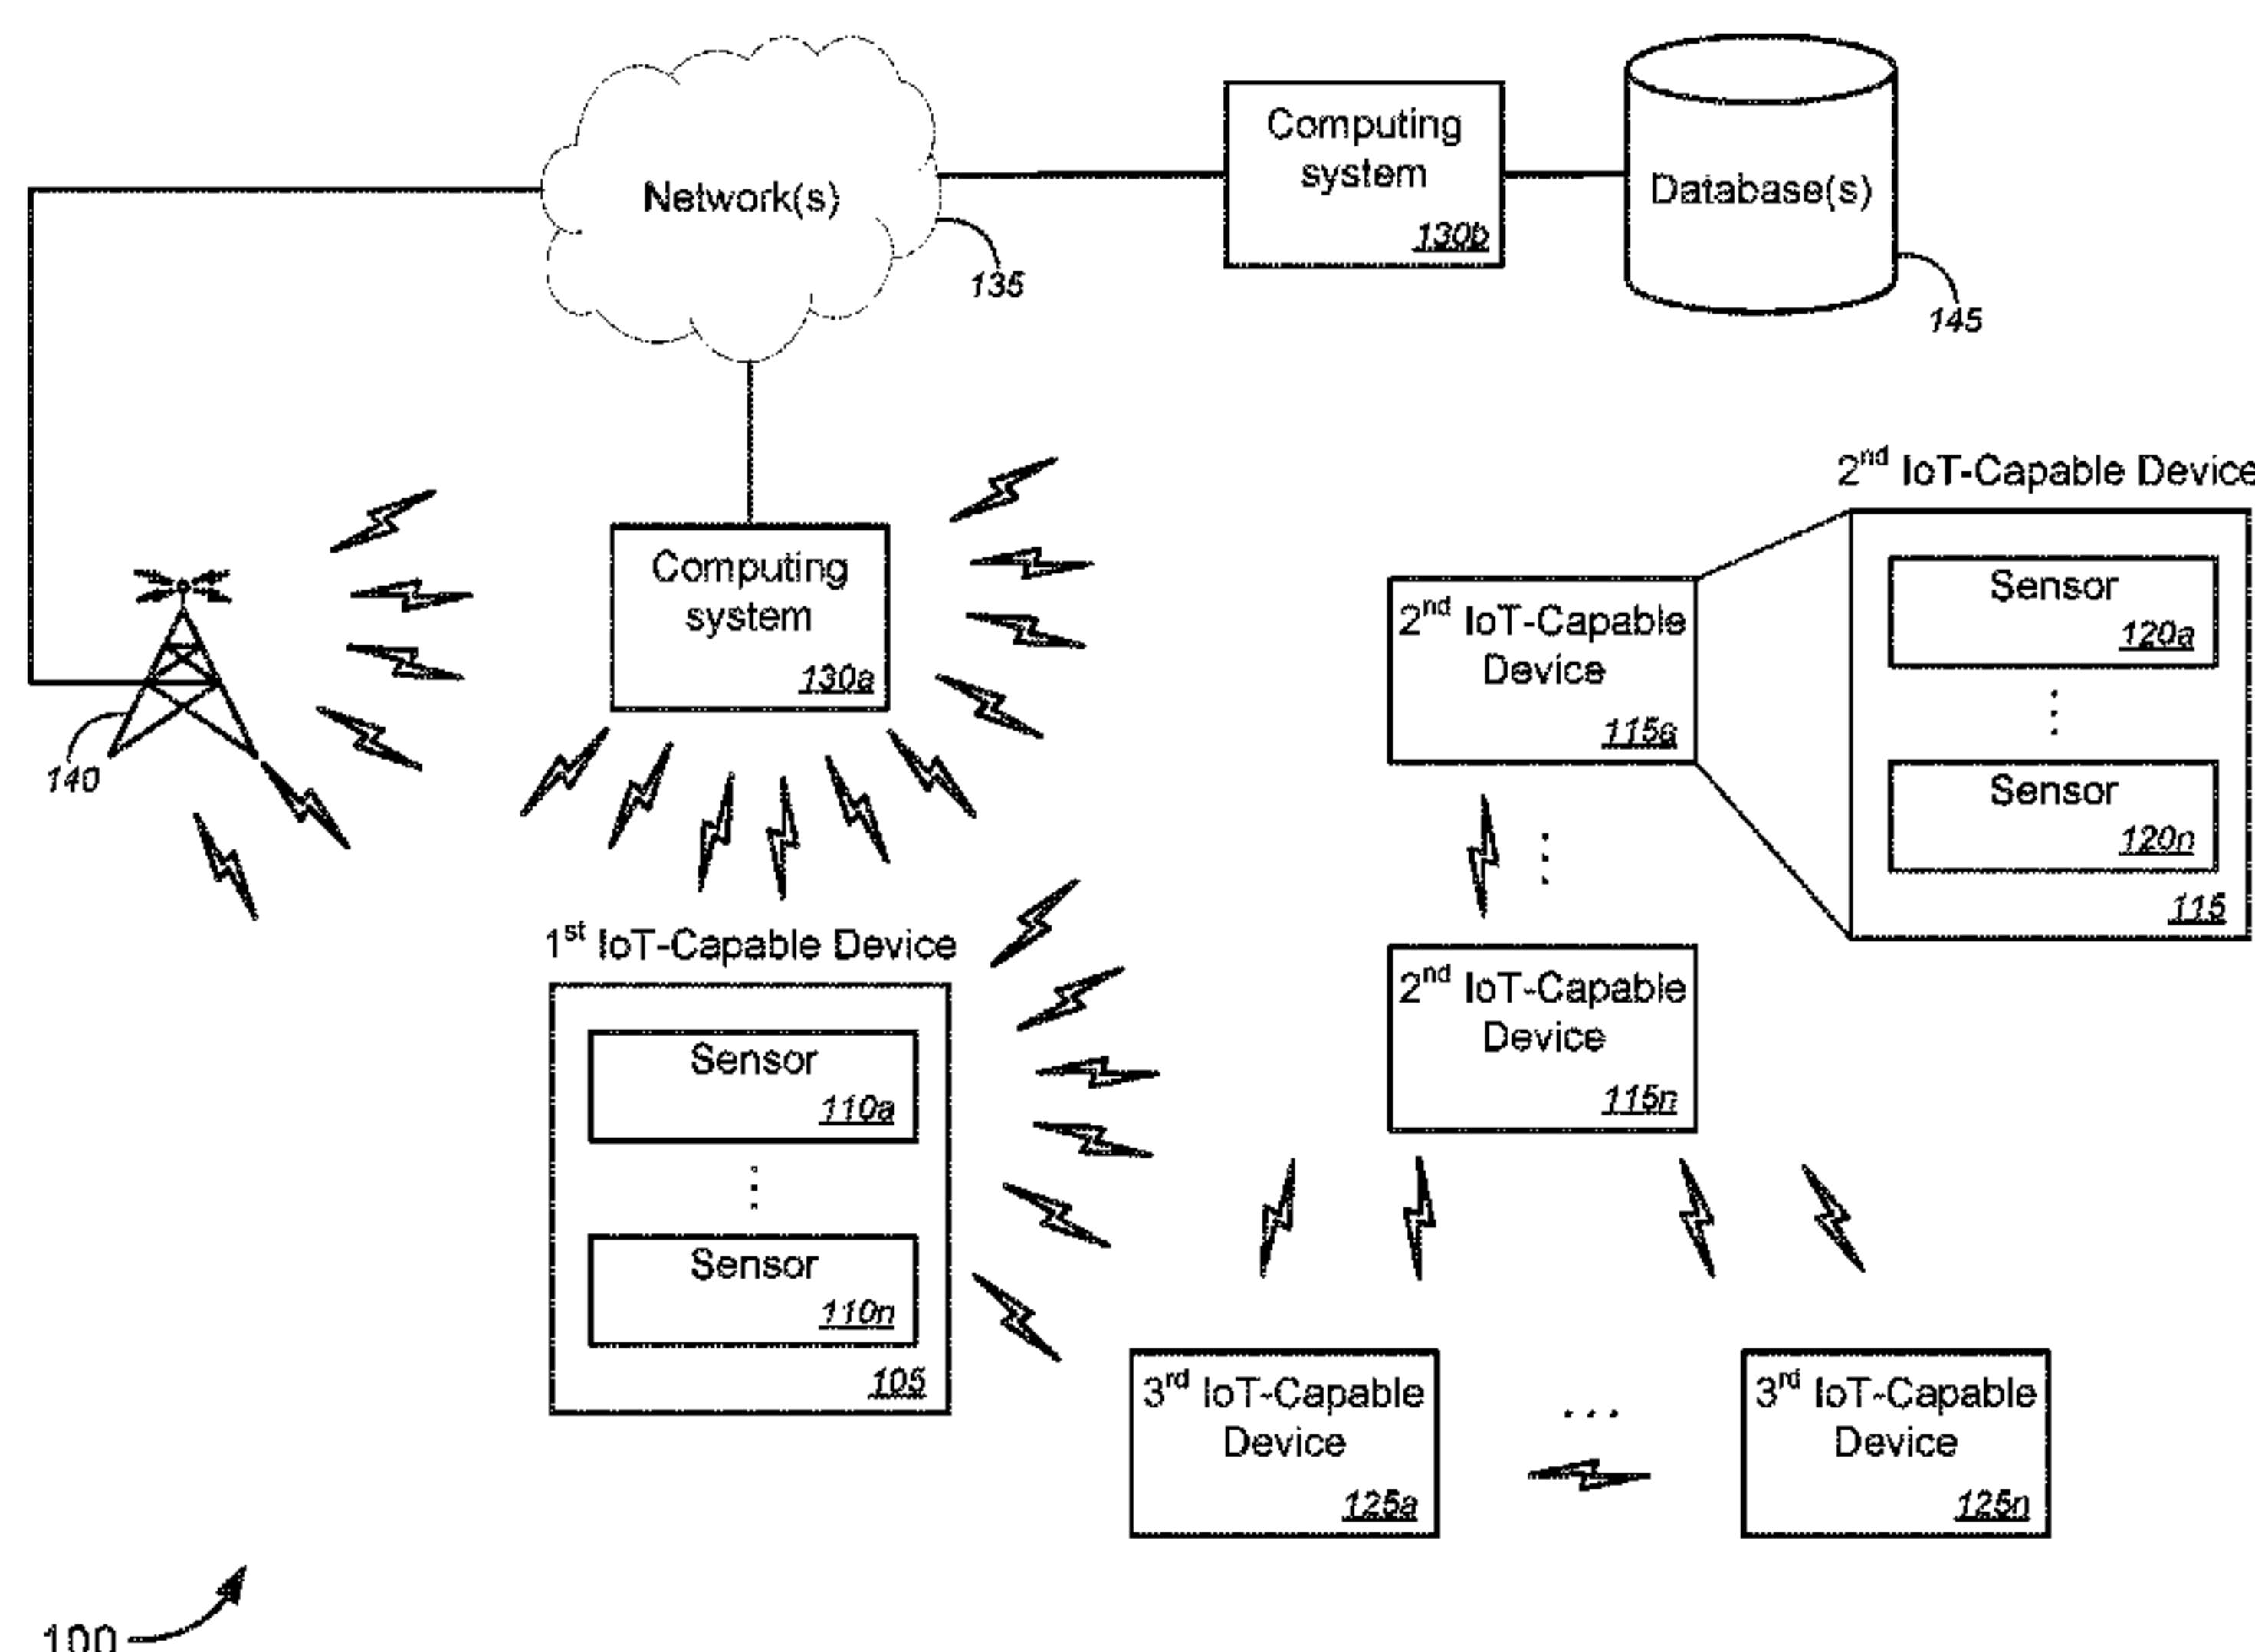 Network(s)
135
Computing
system
130b
Database(s)
145
Computing
system
130a
140
2nd IoT-Capable Device
2nd IoT-Capable
Device
115a
Sensor
120a
Sensor
120n
115
1st IoT-Capable Device
Sensor
110a
Sensor
110n
105
2nd IoT-Capable
Device
115n
3rd IoT-Capable
Device
125a
3rd IoT-Capable
Device
125n
100